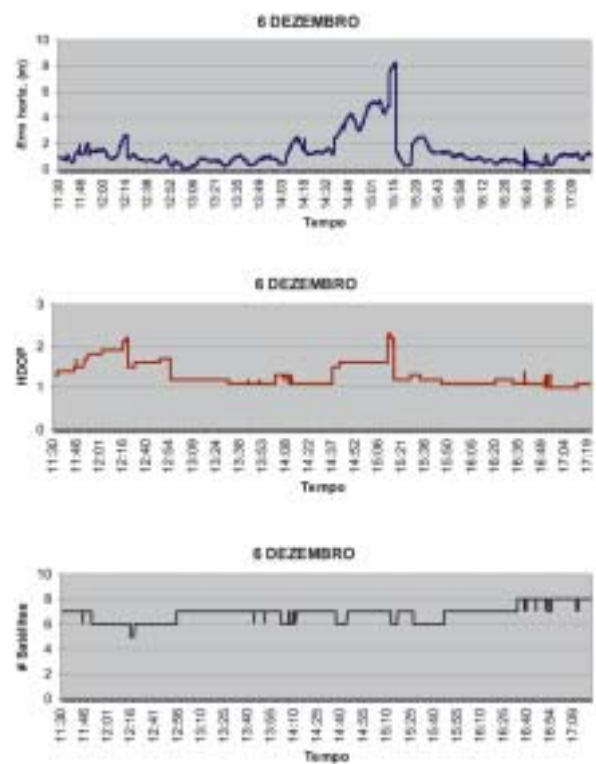 6 DEZEMBRO
Erro horiz. (m)
10
8
6
4
2
0
11:30 11:46 12:00 12:16 12:38 12:52 13:06 13:21 13:35 13:49 14:03 14:18 14:32 14:46 15:01 15:15 15:29 15:43 15:58 16:12 16:26 16:40 16:55 17:09
Tempo
6 DEZEMBRO
HDOP
3
2
1
0
11:30 11:46 12:01 12:16 12:40 12:54 13:09 13:24 13:38 13:53 14:08 14:22 14:37 14:52 15:06 15:21 15:36 15:50 16:05 16:20 16:35 16:49 17:04 17:19
Tempo
6 DEZEMBRO
# Satélites
10
8
6
4
2
0
11:30 11:46 12:01 12:16 12:41 12:56 13:10 13:25 13:40 13:55 14:10 14:25 14:40 14:55 15:10 15:25 15:40 15:55 16:10 16:25 16:40 16:54 17:09
Tempo